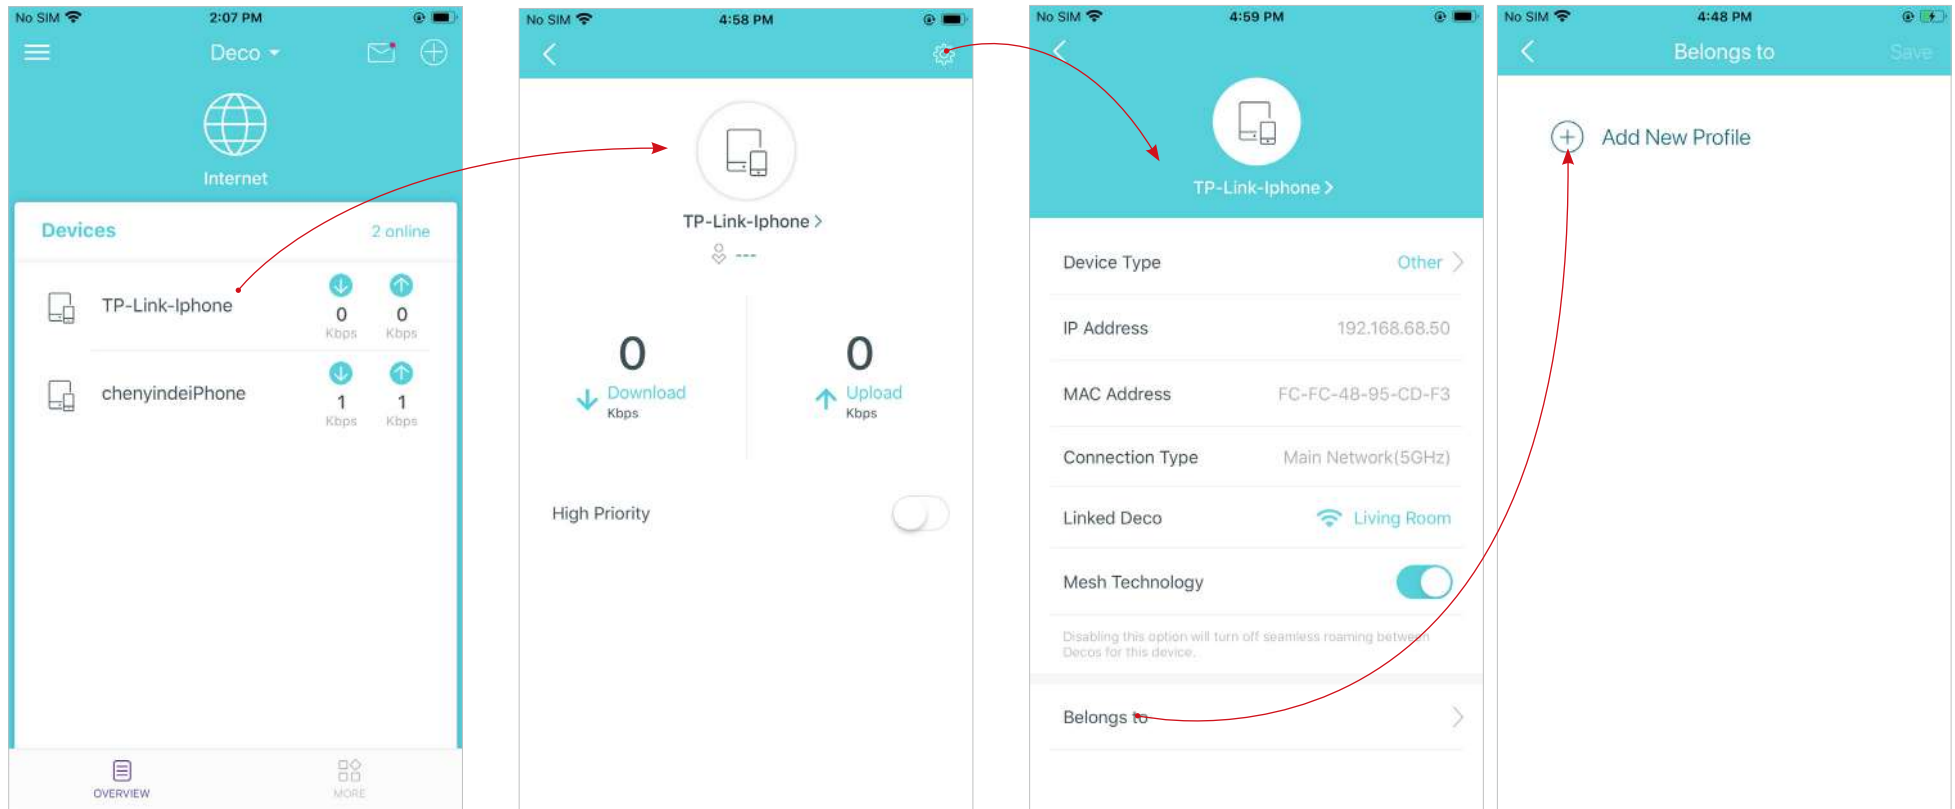 No SIM 2:07 PM
Deco
Internet
Devices 2 online
TP-Link-Iphone
0 0
Kbps Kbps
chenyindeiPhone
1 1
Kbps Kbps
OVERVIEW MORE
No SIM 4:58 PM
TP-Link-Iphone >
---
0 0
Download Upload
Kbps Kbps
High Priority
No SIM 4:59 PM
TP-Link-Iphone >
Device Type Other >
IP Address 192.168.68.50
MAC Address FC-FC-48-95-CD-F3
Connection Type Main Network(5GHz)
Linked Deco Living Room
Mesh Technology
Disabling this option will turn off seamless roaming between
Decos for this device.
Belongs to >
No SIM 4:48 PM
Belongs to Save
Add New Profile